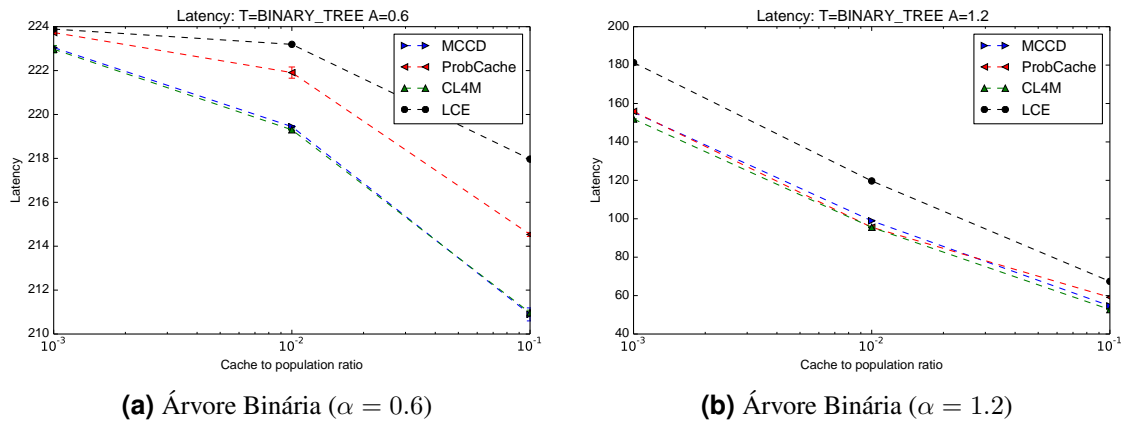 Latency: T=BINARY_TREE A=0.6
224
222
220
218
216
214
212
210
Latency
10^-3
10^-2
10^-1
Cache to population ratio
MCCD
ProbCache
CL4M
LCE
(a) Árvore Binária (α = 0.6)
Latency: T=BINARY_TREE A=1.2
200
180
160
140
120
100
80
60
40
Latency
10^-3
10^-2
10^-1
Cache to population ratio
MCCD
ProbCache
CL4M
LCE
(b) Árvore Binária (α = 1.2)